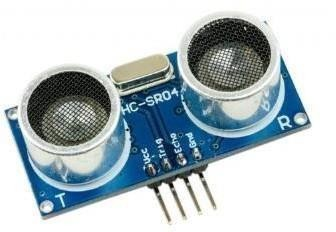 HC-SR04
T
R
Vcc
Trig
Echo
Gnd